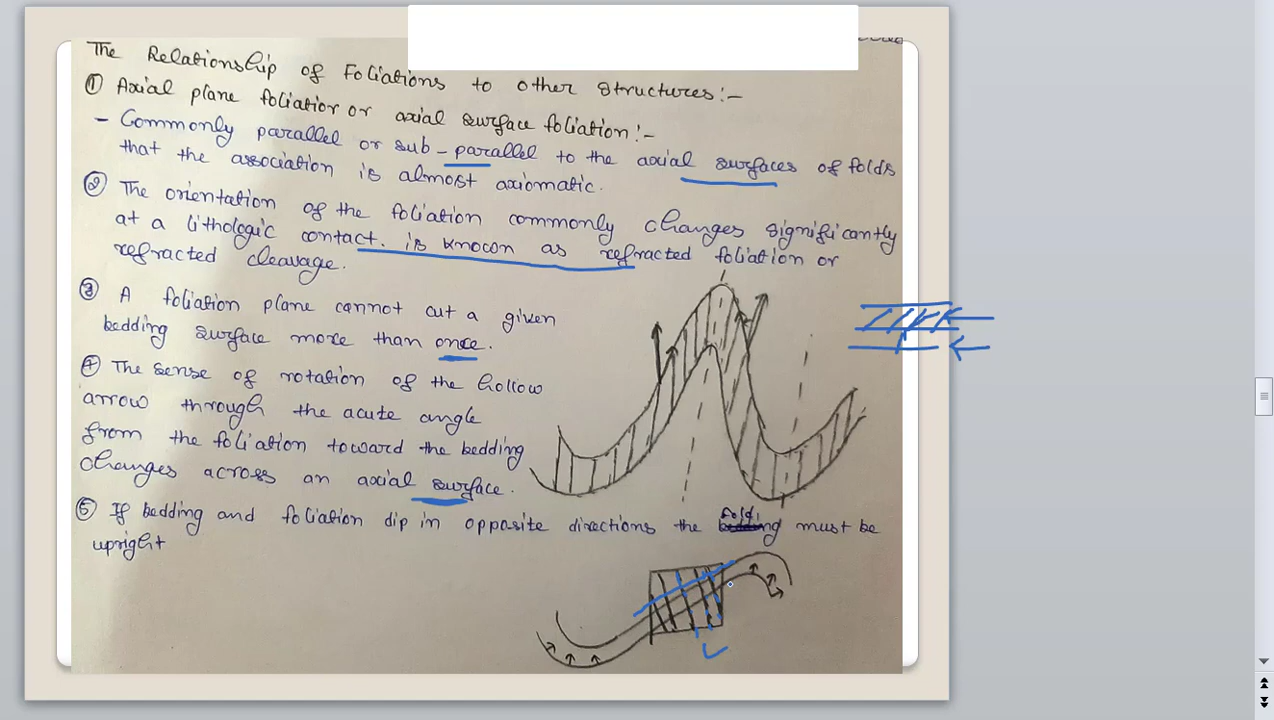 The Relationship of Foliations to other structures:-
① Axial plane foliation or axial surface foliation:-
- Commonly parallel or sub-parallel to the axial surfaces of folds
that the association is almost axiomatic.
② The orientation of the foliation commonly changes significantly
at a lithologic contact. is known as refracted foliation or
refracted cleavage.
③ A foliation plane cannot cut a given
bedding surface more than once.
④ The sense of rotation of the hollow
arrow through the acute angle
from the foliation toward the bedding
changes across an axial surface.
⑤ If bedding and foliation dip in opposite directions the fold must be
upright